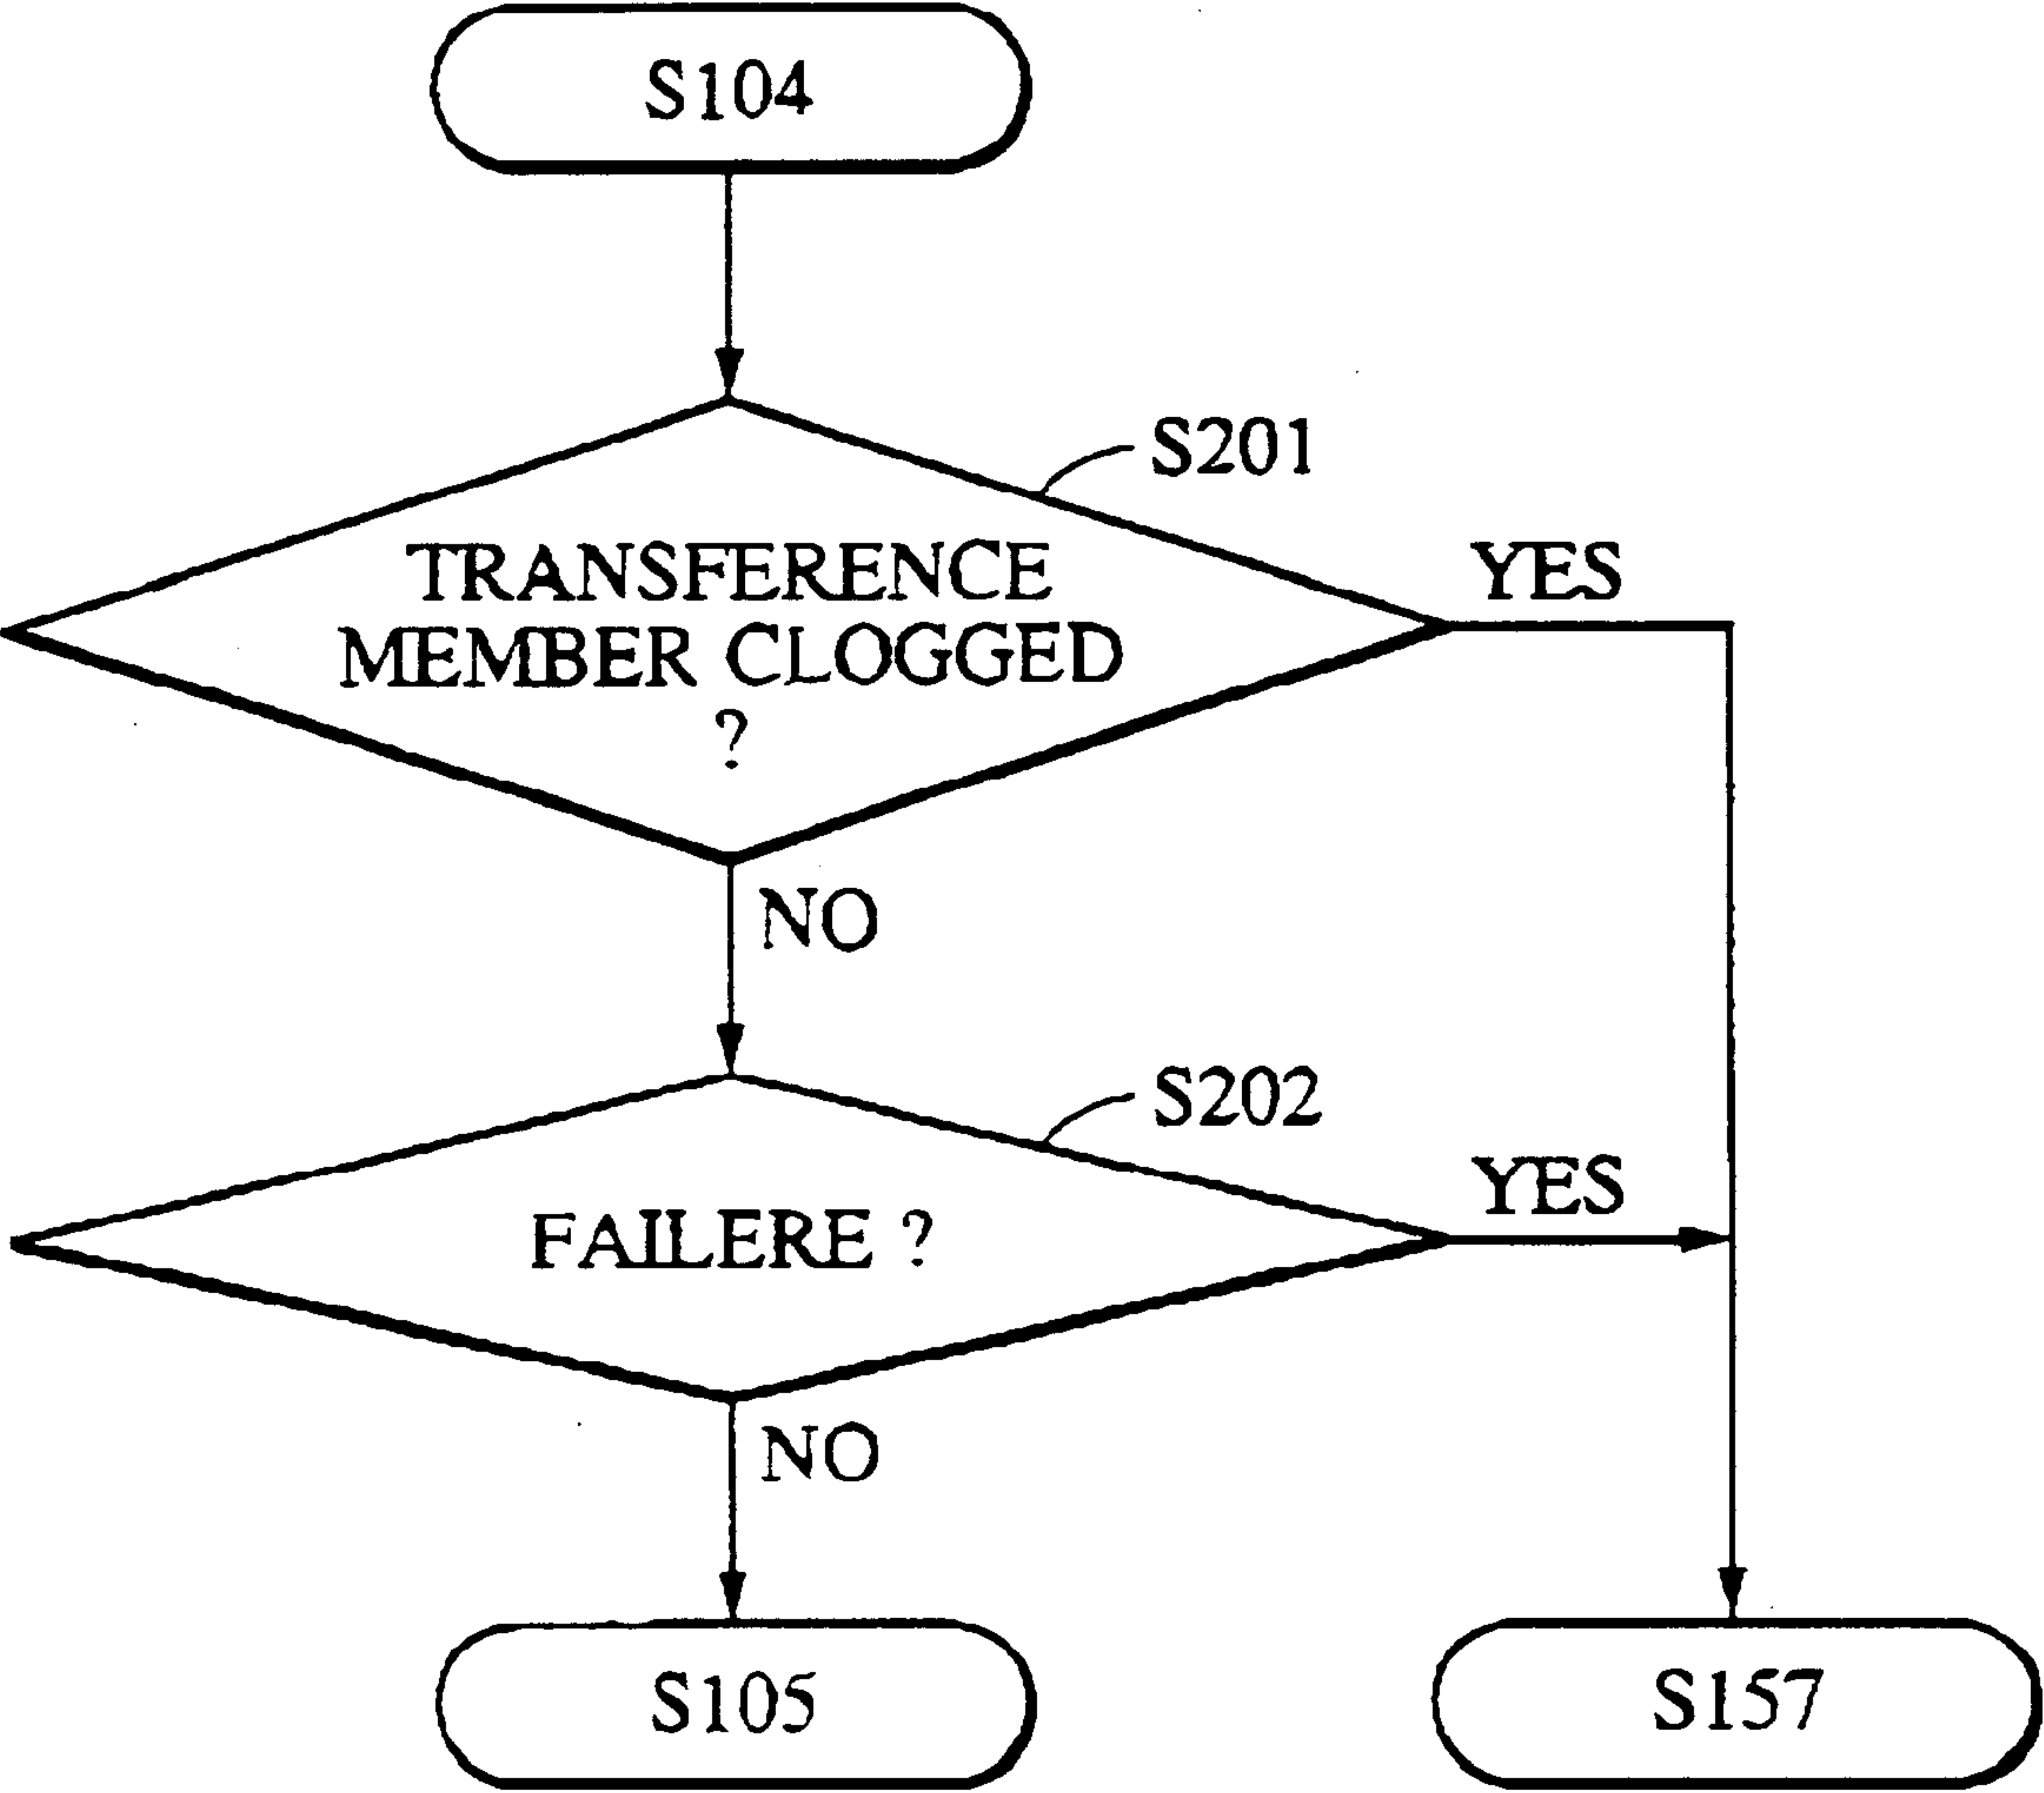 S104
S201
TRANSFERENCE
MEMBER CLOGGED
?
YES
NO
S202
FAILERE ?
YES
NO
S105
S157